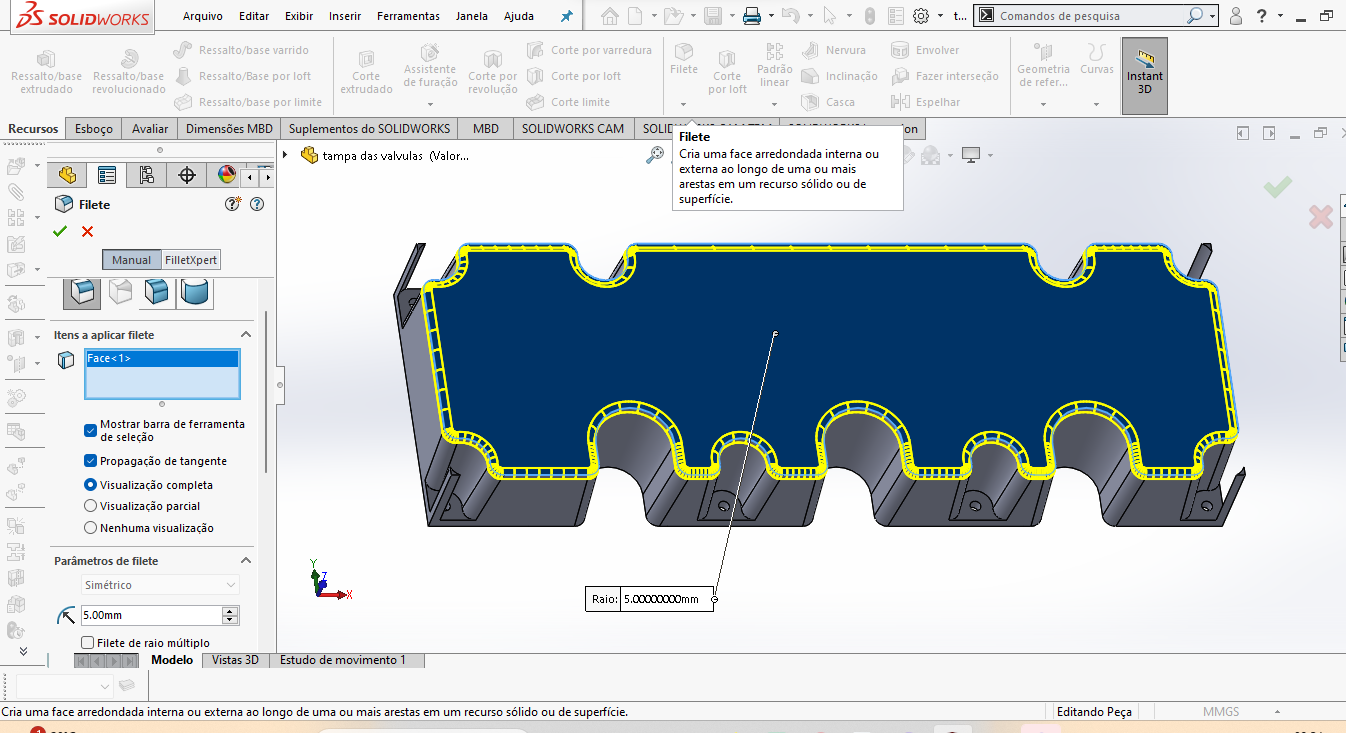 SOLIDWORKS
Arquivo Editar Exibir Inserir Ferramentas Janela Ajuda
t...
Comandos de pesquisa
?
Ressalto/base extrudado
Ressalto/base revolucionado
Ressalto/base varrido
Ressalto/Base por loft
Ressalto/base por limite
Corte extrudado
Assistente de furação
Corte por revolução
Corte por varredura
Corte por loft
Corte limite
Filete
Corte por loft
Padrão linear
Nervura
Inclinação
Casca
Envolver
Fazer interseção
Espelhar
Geometria de refer...
Curvas
Instant 3D
Recursos Esboço Avaliar Dimensões MBD Suplementos do SOLIDWORKS MBD SOLIDWORKS CAM
Filete
Cria uma face arredondada interna ou
externa ao longo de uma ou mais
arestas em um recurso sólido ou de
superfície.
tampa das valvulas (Valor...
Filete
Manual FilletXpert
Itens a aplicar filete
Face<1>
Mostrar barra de ferramenta
de seleção
Propagação de tangente
Visualização completa
Visualização parcial
Nenhuma visualização
Parâmetros de filete
Simétrico
5.00mm
Filete de raio múltiplo
Y
Z
X
Raio: 5.00000000mm
Modelo Vistas 3D Estudo de movimento 1
Cria uma face arredondada interna ou externa ao longo de uma ou mais arestas em um recurso sólido ou de superfície.
Editando Peça
MMGS